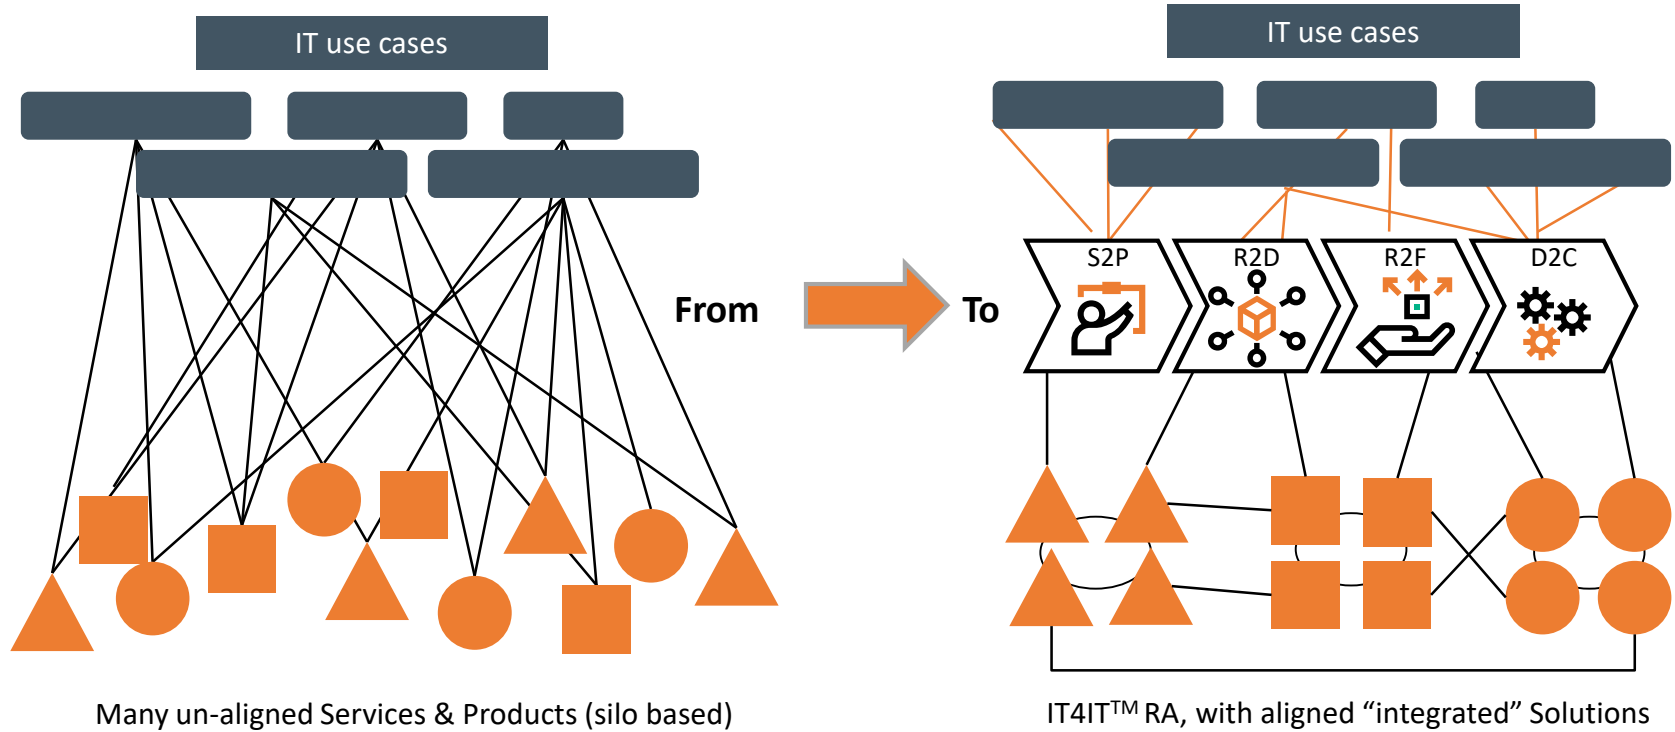 IT use cases
IT use cases
From
To
S2P
R2D
R2F
D2C
Many un-aligned Services & Products (silo based)
IT4IT™ RA, with aligned “integrated” Solutions